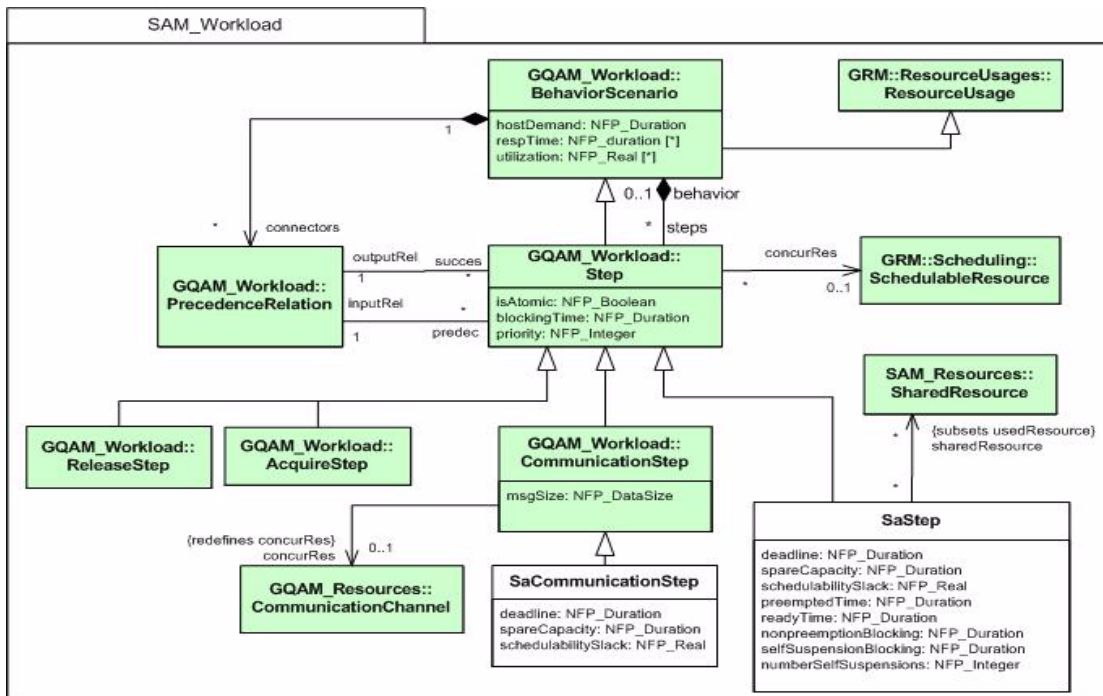 SAM_Workload
GQAM_Workload::
BehaviorScenario
hostDemand: NFP_Duration
respTime: NFP_duration [*]
utilization: NFP_Real [*]
GRM::ResourceUsages::
ResourceUsage
1
0..1
behavior
*
connectors
*
steps
GQAM_Workload::
PrecedenceRelation
outputRel
succes
1
*
inputRel
*
1
predec
GQAM_Workload::
Step
isAtomic: NFP_Boolean
blockingTime: NFP_Duration
priority: NFP_Integer
concurRes
*
0..1
GRM::Scheduling::
SchedulableResource
SAM_Resources::
SharedResource
GQAM_Workload::
ReleaseStep
GQAM_Workload::
AcquireStep
GQAM_Workload::
CommunicationStep
msgSize: NFP_DataSize
*
{subsets usedResource}
sharedResource
*
{redefines concurRes}
concurRes
0..1
GQAM_Resources::
CommunicationChannel
SaCommunicationStep
deadline: NFP_Duration
spareCapacity: NFP_Duration
schedulabilitySlack: NFP_Real
SaStep
deadline: NFP_Duration
spareCapacity: NFP_Duration
schedulabilitySlack: NFP_Real
preemptedTime: NFP_Duration
readyTime: NFP_Duration
nonpreemptionBlocking: NFP_Duration
selfSuspensionBlocking: NFP_Duration
numberSelfSuspensions: NFP_Integer